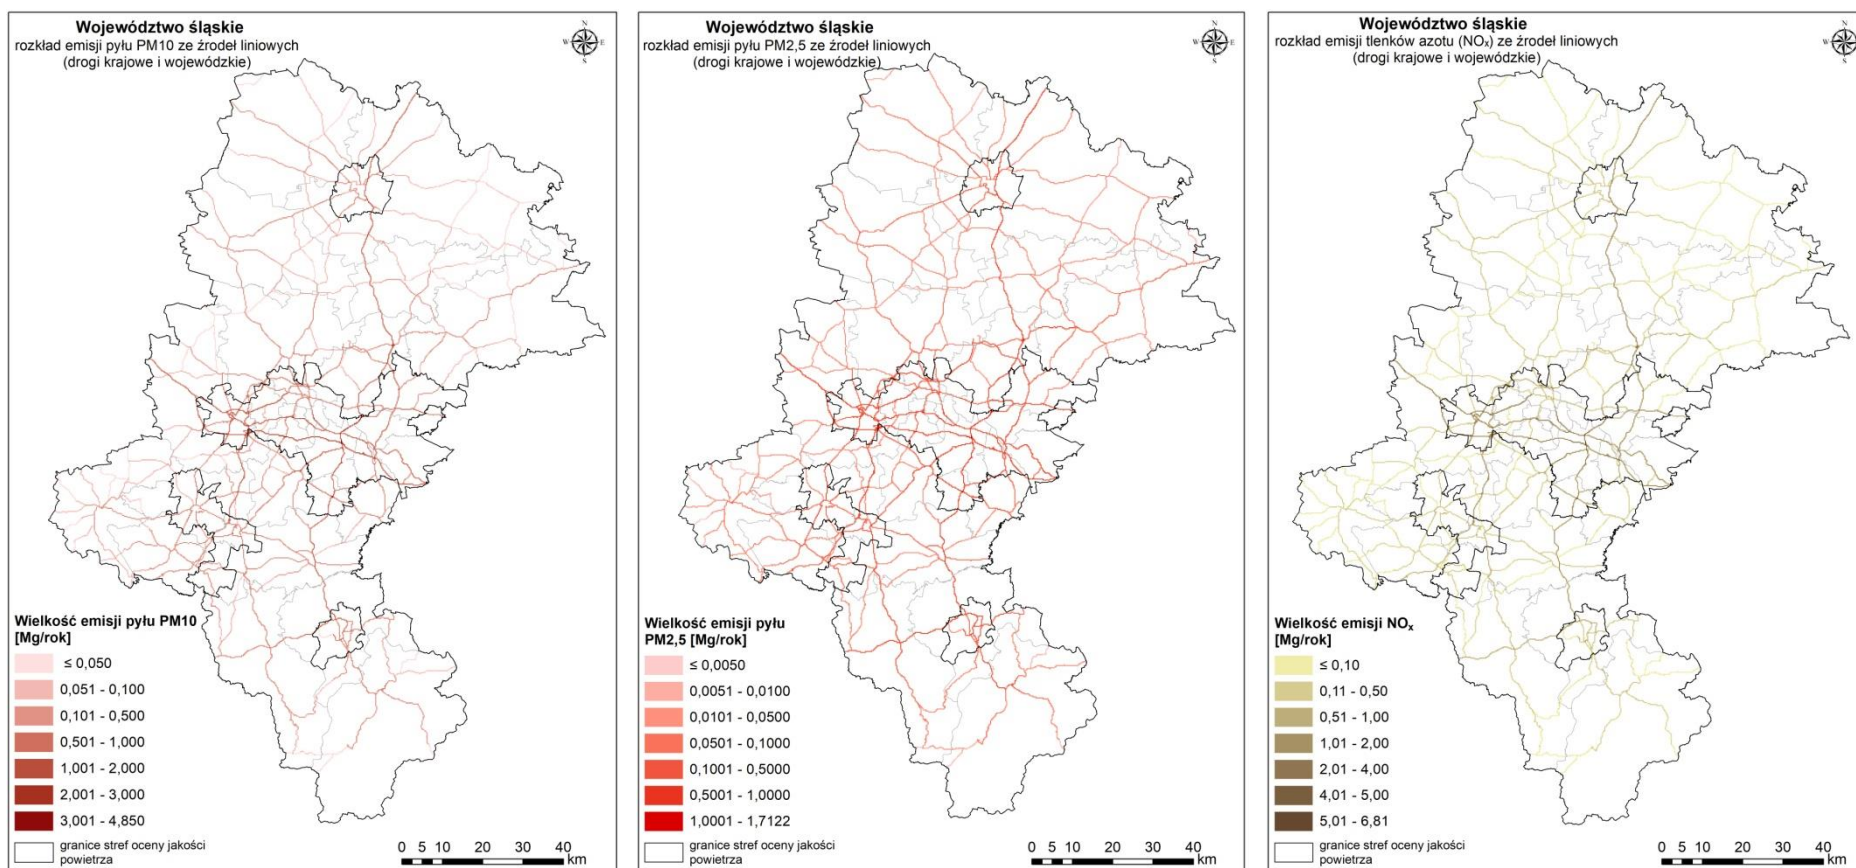 Województwo śląskie
rozkład emisji pyłu PM10 ze źrodeł liniowych
(drogi krajowe i wojewódzkie)
N
W E
S
Wielkość emisji pyłu PM10
[Mg/rok]
≤ 0,050
0,051 - 0,100
0,101 - 0,500
0,501 - 1,000
1,001 - 2,000
2,001 - 3,000
3,001 - 4,850
granice stref oceny jakości
powietrza
0 5 10 20 30 40
km
Województwo śląskie
rozkład emisji pyłu PM2,5 ze źrodeł liniowych
(drogi krajowe i wojewódzkie)
N
W E
S
Wielkość emisji pyłu
PM2,5 [Mg/rok]
≤ 0,0050
0,0051 - 0,0100
0,0101 - 0,0500
0,0501 - 0,1000
0,1001 - 0,5000
0,5001 - 1,0000
1,0001 - 1,7122
granice stref oceny jakości
powietrza
0 5 10 20 30 40
km
Województwo śląskie
rozkład emisji tlenków azotu (NOₓ) ze źrodeł liniowych
(drogi krajowe i wojewódzkie)
N
W E
S
Wielkość emisji NOₓ
[Mg/rok]
≤ 0,10
0,11 - 0,50
0,51 - 1,00
1,01 - 2,00
2,01 - 4,00
4,01 - 5,00
5,01 - 6,81
granice stref oceny jakości
powietrza
0 5 10 20 30 40
km